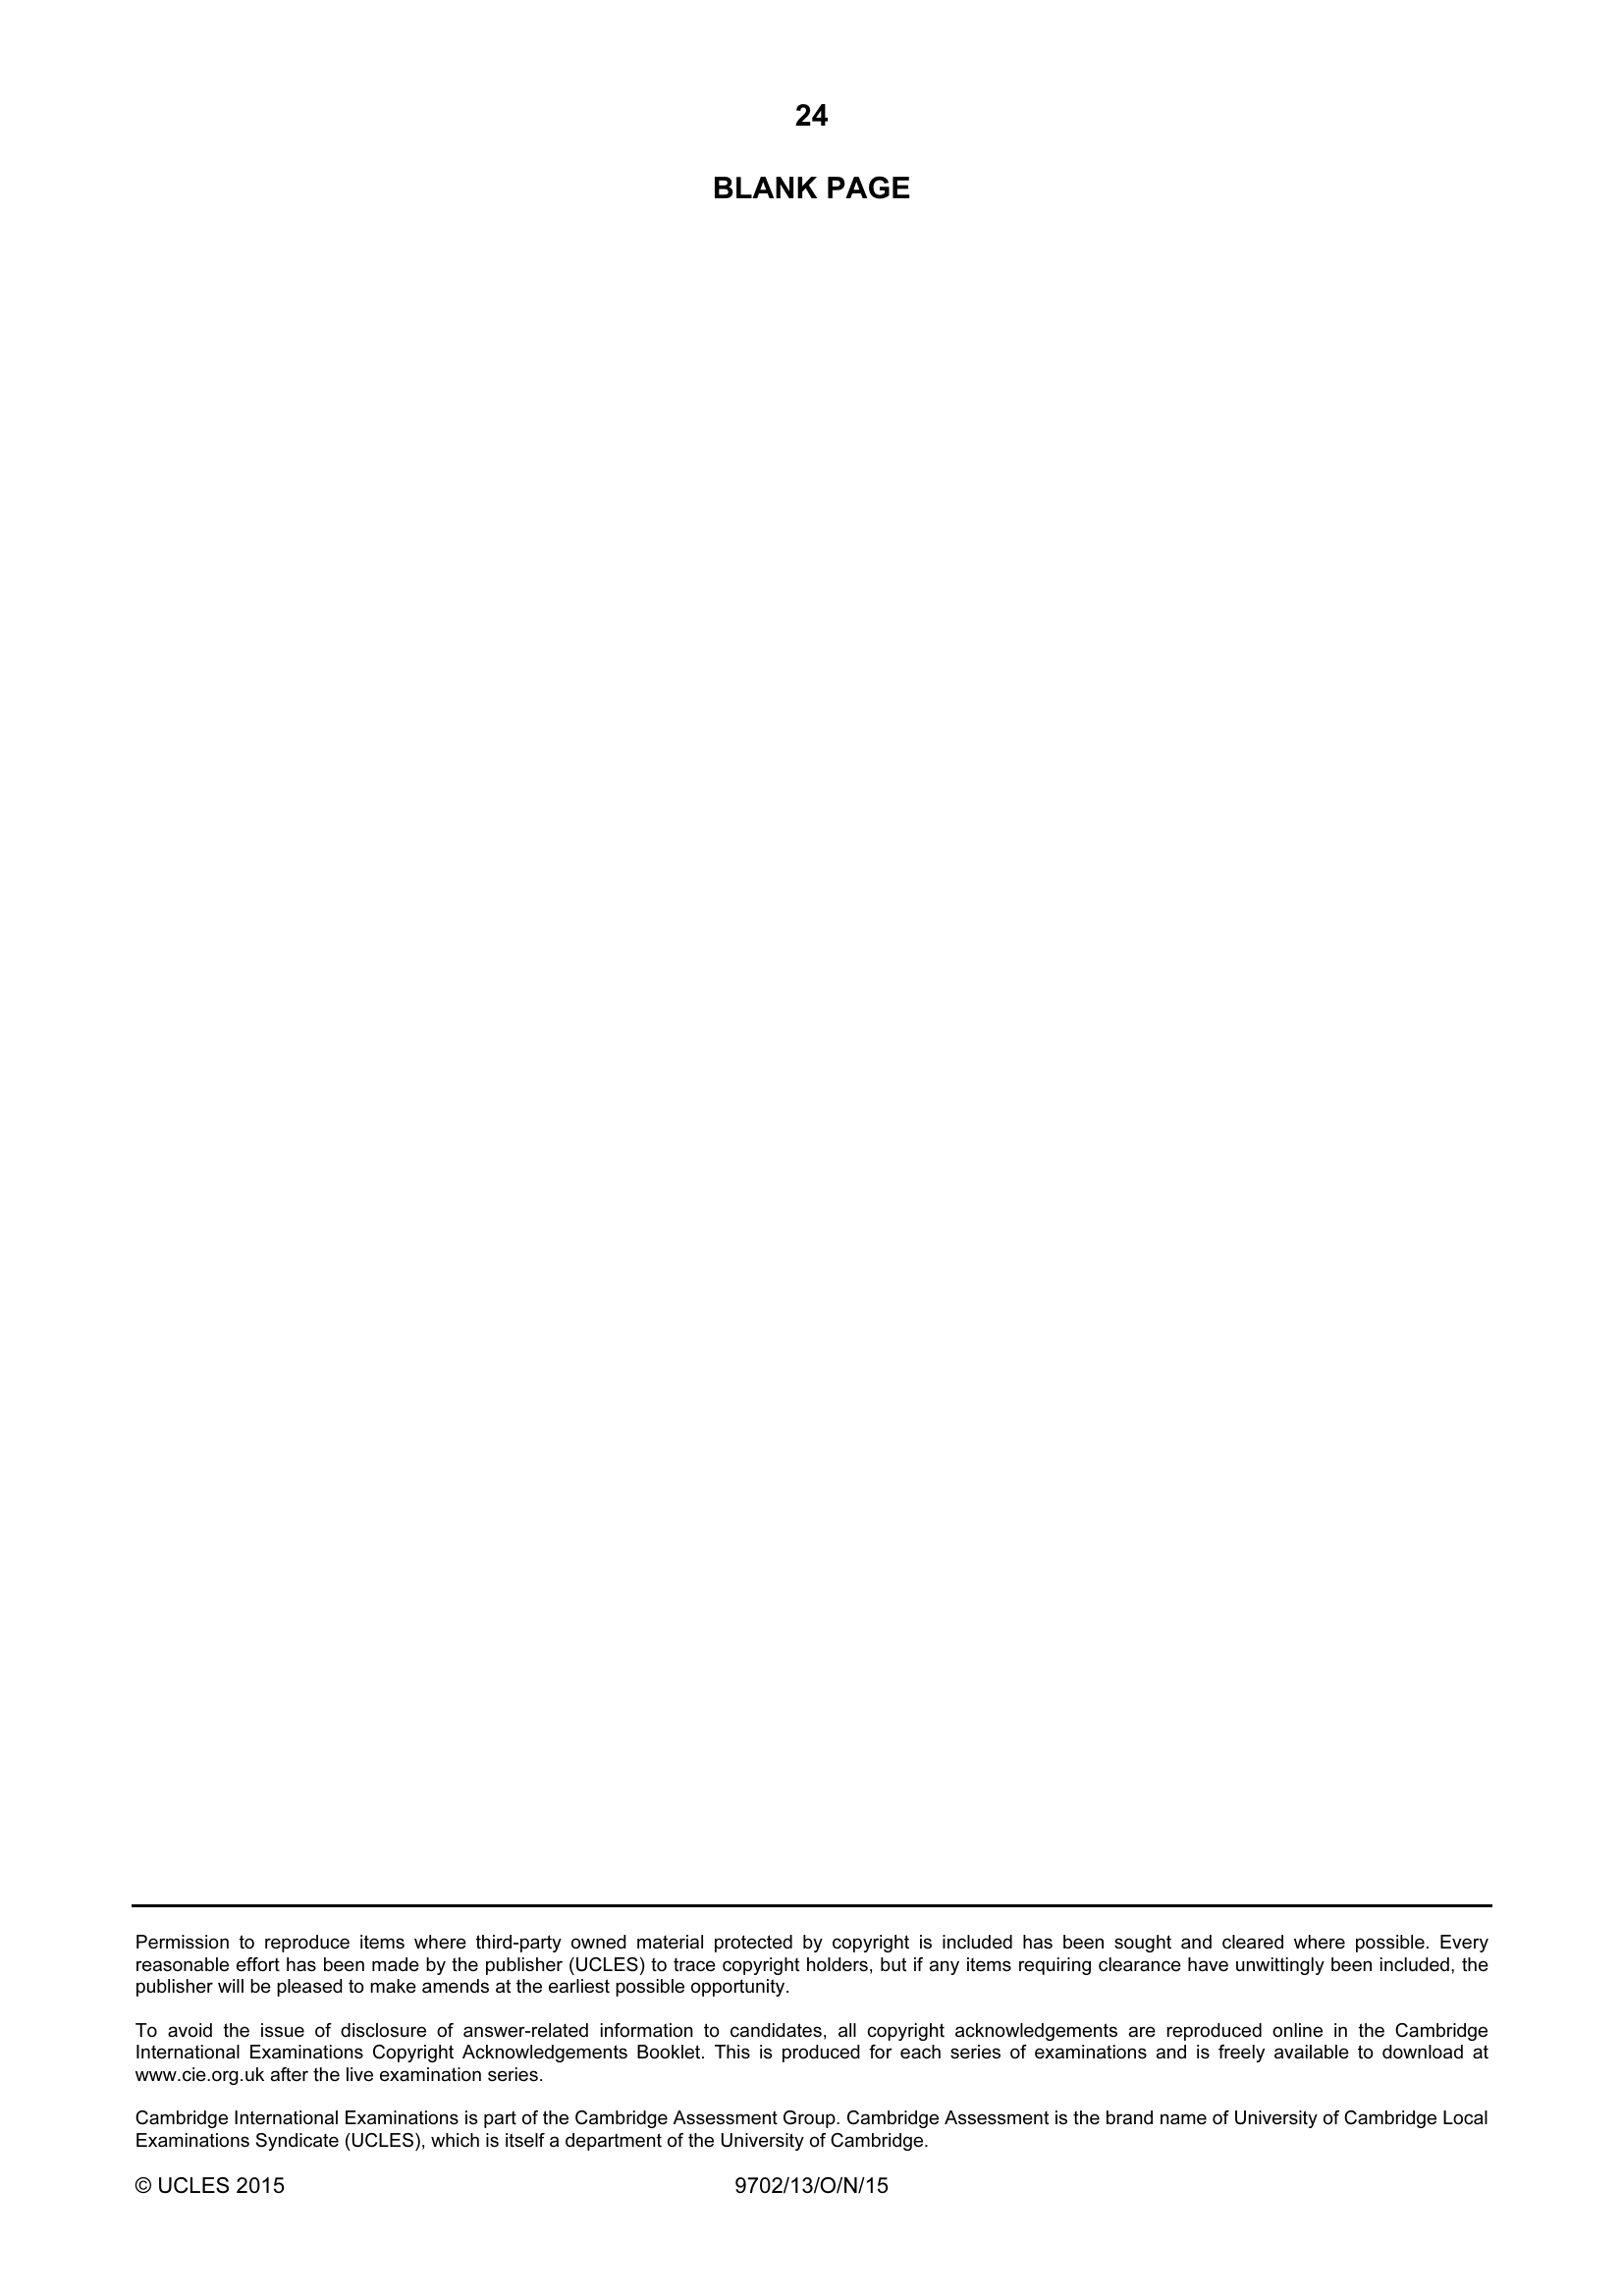 24
BLANK PAGE
Permission to reproduce items where third-party owned material protected by copyright is included has been sought and cleared where possible. Every
reasonable effort has been made by the publisher (UCLES) to trace copyright holders, but if any items requiring clearance have unwittingly been included, the
publisher will be pleased to make amends at the earliest possible opportunity.
To avoid the issue of disclosure of answer-related information to candidates, all copyright acknowledgements are reproduced online in the Cambridge
International Examinations Copyright Acknowledgements Booklet. This is produced for each series of examinations and is freely available to download at
www.cie.org.uk after the live examination series.
Cambridge International Examinations is part of the Cambridge Assessment Group. Cambridge Assessment is the brand name of University of Cambridge Local
Examinations Syndicate (UCLES), which is itself a department of the University of Cambridge.
© UCLES 2015 9702/13/O/N/15